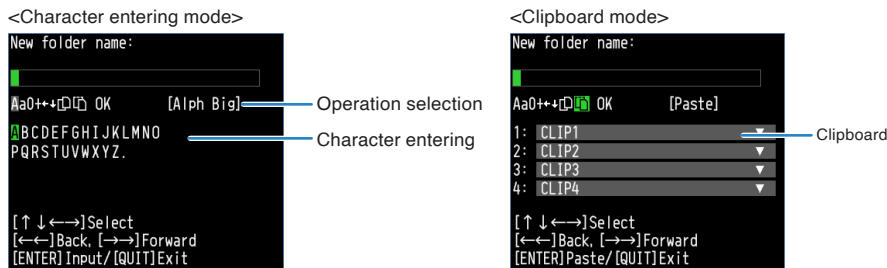 <Character entering mode>
New folder name:
Aa0+←↓ OK [Alph Big]
ABCDEFGHIJKLMNO
PQRSTUVWXYZ.
[↑↓←→]Select
[←←]Back, [→→]Forward
[ENTER]Input/[QUIT]Exit
Operation selection
Character entering
<Clipboard mode>
New folder name:
Aa0+←↓ OK [Paste]
1: CLIP1 ▼
2: CLIP2 ▼
3: CLIP3 ▼
4: CLIP4 ▼
[↑↓←→]Select
[←←]Back, [→→]Forward
[ENTER]Paste/[QUIT]Exit
Clipboard